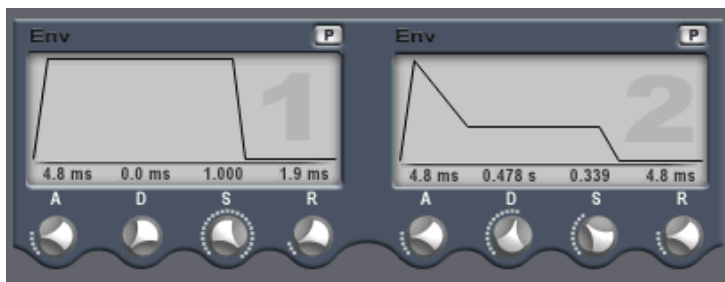 Env P
1
4.8 ms 0.0 ms 1.000 1.9 ms
A D S R
Env P
2
4.8 ms 0.478 s 0.339 4.8 ms
A D S R